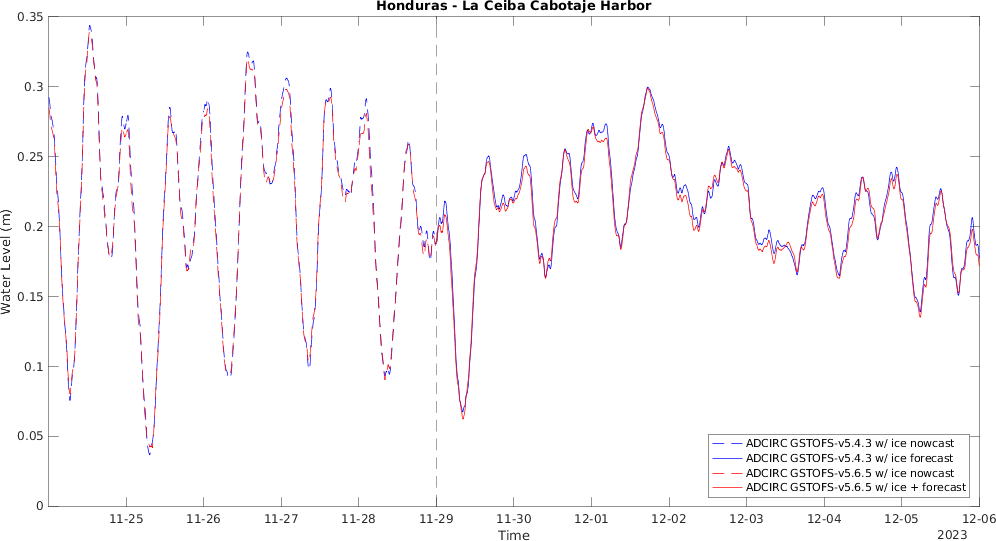 Honduras - La Ceiba Cabotaje Harbor
0.35
0.3
0.25
0.2
0.15
0.1
0.05
0
Water Level (m)
11-25 11-26 11-27 11-28 11-29 11-30 12-01 12-02 12-03 12-04 12-05 12-06
Time
2023
ADCIRC GSTOFS-v5.4.3 w/ ice nowcast
ADCIRC GSTOFS-v5.4.3 w/ ice forecast
ADCIRC GSTOFS-v5.6.5 w/ ice nowcast
ADCIRC GSTOFS-v5.6.5 w/ ice + forecast